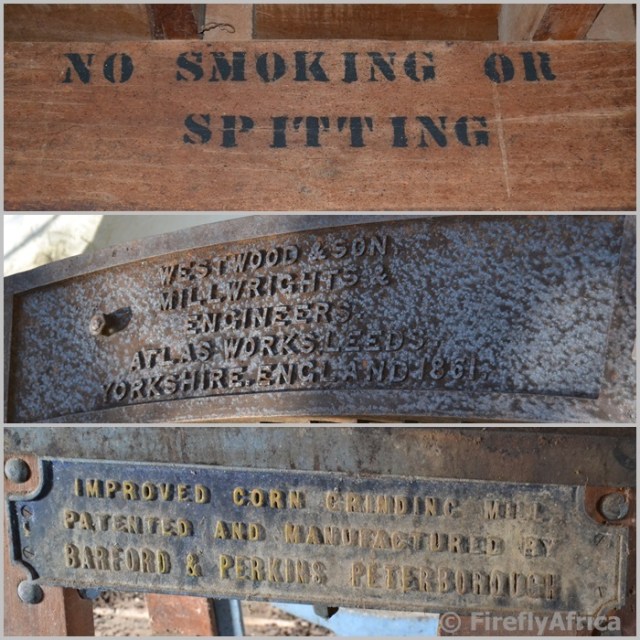 NO SMOKING OR
SPITTING
WESTWOOD & SON
MILLWRIGHTS &
ENGINEERS
ATLAS WORKS LEEDS,
YORKSHIRE. ENGLAND. 1861.
IMPROVED CORN GRINDING MILL,
PATENTED AND MANUFACTURED BY
BARFORD & PERKINS PETERBOROUGH
© FireflyAfrica